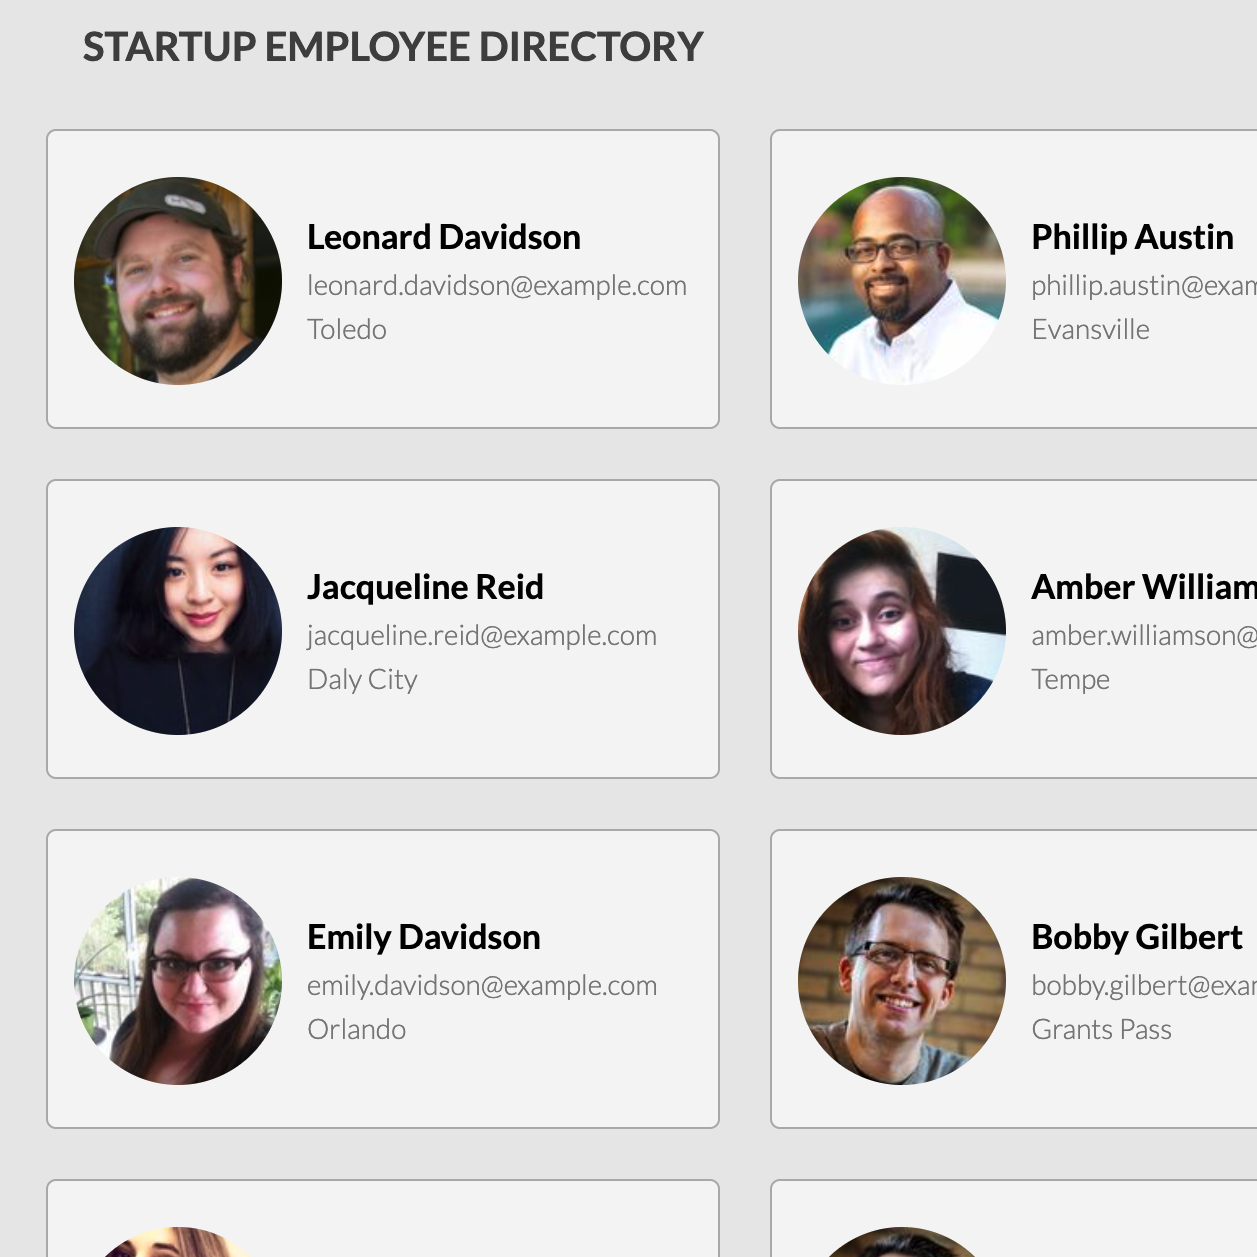 STARTUP EMPLOYEE DIRECTORY
Leonard Davidson
leonard.davidson@example.com
Toledo
Phillip Austin
phillip.austin@exam
Evansville
Jacqueline Reid
jacqueline.reid@example.com
Daly City
Amber William
amber.williamson@
Tempe
Emily Davidson
emily.davidson@example.com
Orlando
Bobby Gilbert
bobby.gilbert@exam
Grants Pass